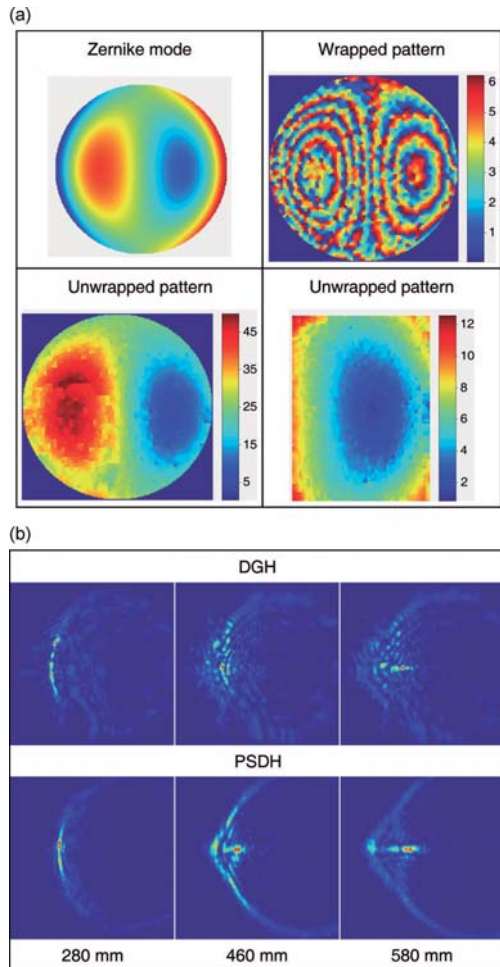 (a)
Zernike mode
Wrapped pattern
6
5
4
3
2
1
Unwrapped pattern
Unwrapped pattern
45
35
25
15
5
12
10
8
6
4
2
(b)
DGH
PSDH
280 mm
460 mm
580 mm